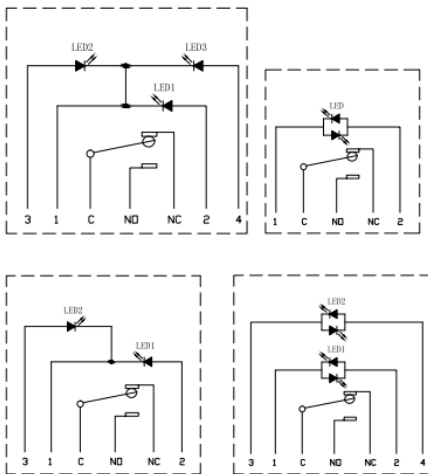 LED2 LED3
LED1
3 1 C NO NC 2 4
LED
1 C NO NC 2
LED2
LED1
3 1 C NO NC 2
LED2
LED1
3 1 C NO NC 2 4